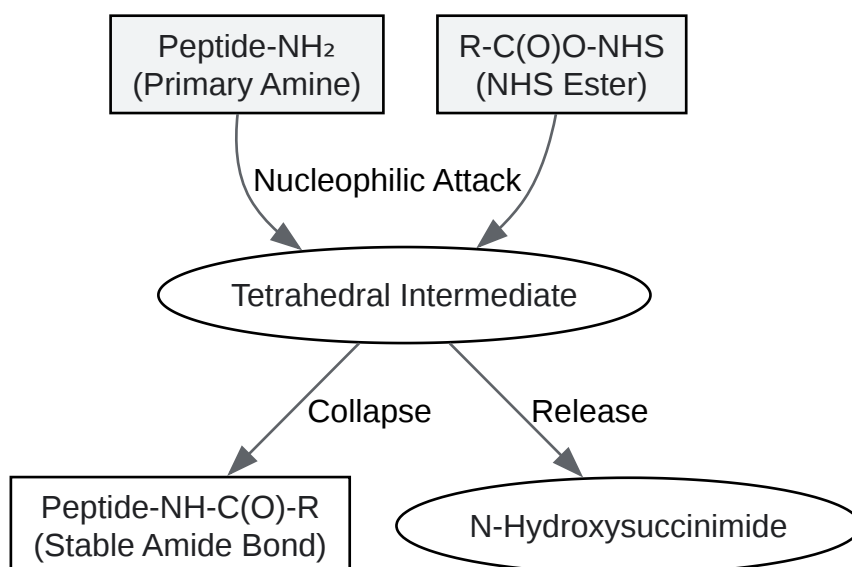 Peptide-NH₂
(Primary Amine)
R-C(O)O-NHS
(NHS Ester)
Nucleophilic Attack
Tetrahedral Intermediate
Collapse
Release
Peptide-NH-C(O)-R
(Stable Amide Bond)
N-Hydroxysuccinimide